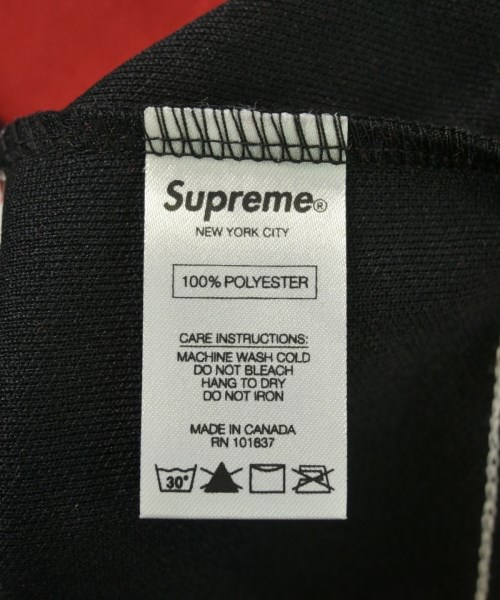 Supreme®
NEW YORK CITY
100% POLYESTER
CARE INSTRUCTIONS:
MACHINE WASH COLD
DO NOT BLEACH
HANG TO DRY
DO NOT IRON
MADE IN CANADA
RN 101837
30°